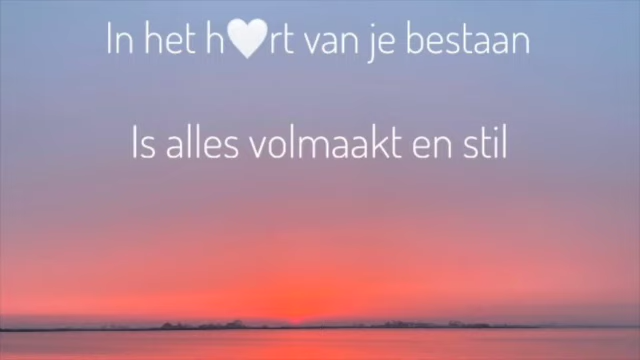 In het h🤍rt van je bestaan
Is alles volmaakt en stil